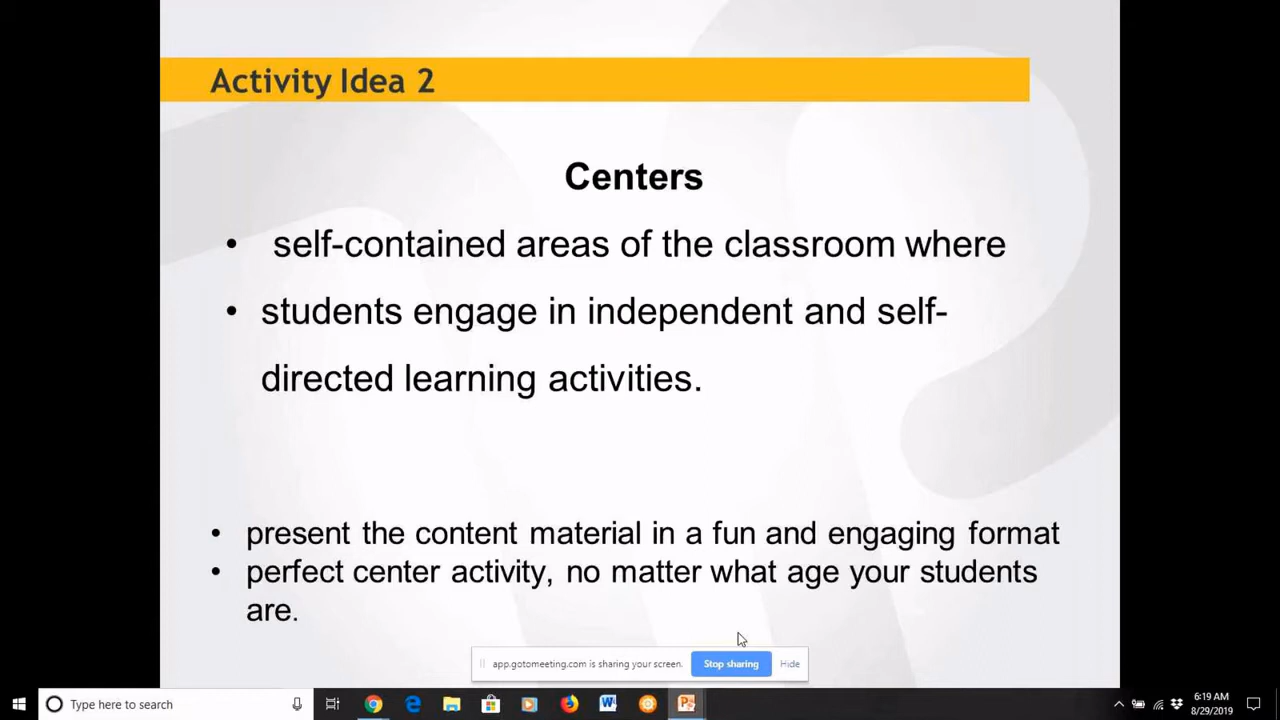 Activity Idea 2
Centers
• self-contained areas of the classroom where
• students engage in independent and self-
directed learning activities.
• present the content material in a fun and engaging format
• perfect center activity, no matter what age your students
are.
app.gotomeeting.com is sharing your screen.
Stop sharing
Hide
Type here to search
6:19 AM
8/29/2019